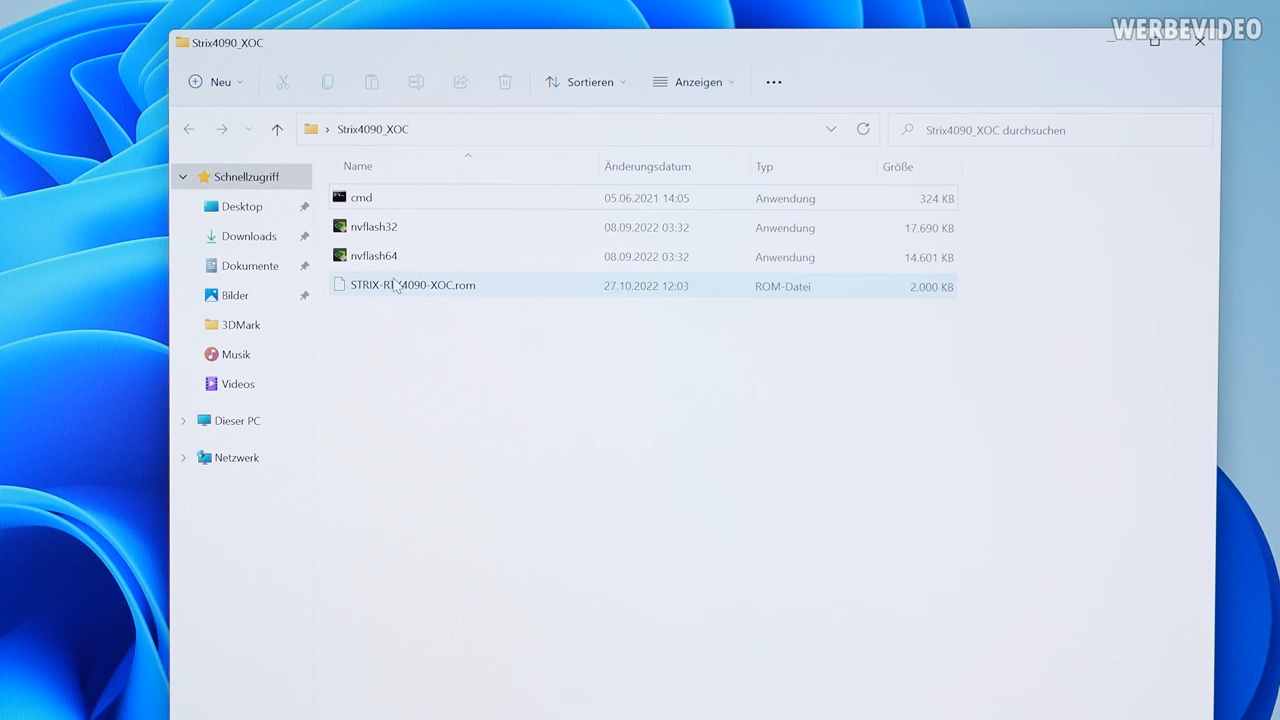 WERBEVIDEO
Strix4090_XOC
Neu
Sortieren
Anzeigen
Strix4090_XOC
Strix4090_XOC durchsuchen
Name Änderungsdatum Typ Größe
Schnellzugriff
Desktop
Downloads
Dokumente
Bilder
3DMark
Musik
Videos
Dieser PC
Netzwerk
cmd 05.06.2021 14:05 Anwendung 324 KB
nvflash32 08.09.2022 03:32 Anwendung 17.690 KB
nvflash64 08.09.2022 03:32 Anwendung 14.601 KB
STRIX-RTX4090-XOC.rom 27.10.2022 12:03 ROM-Datei 2.000 KB